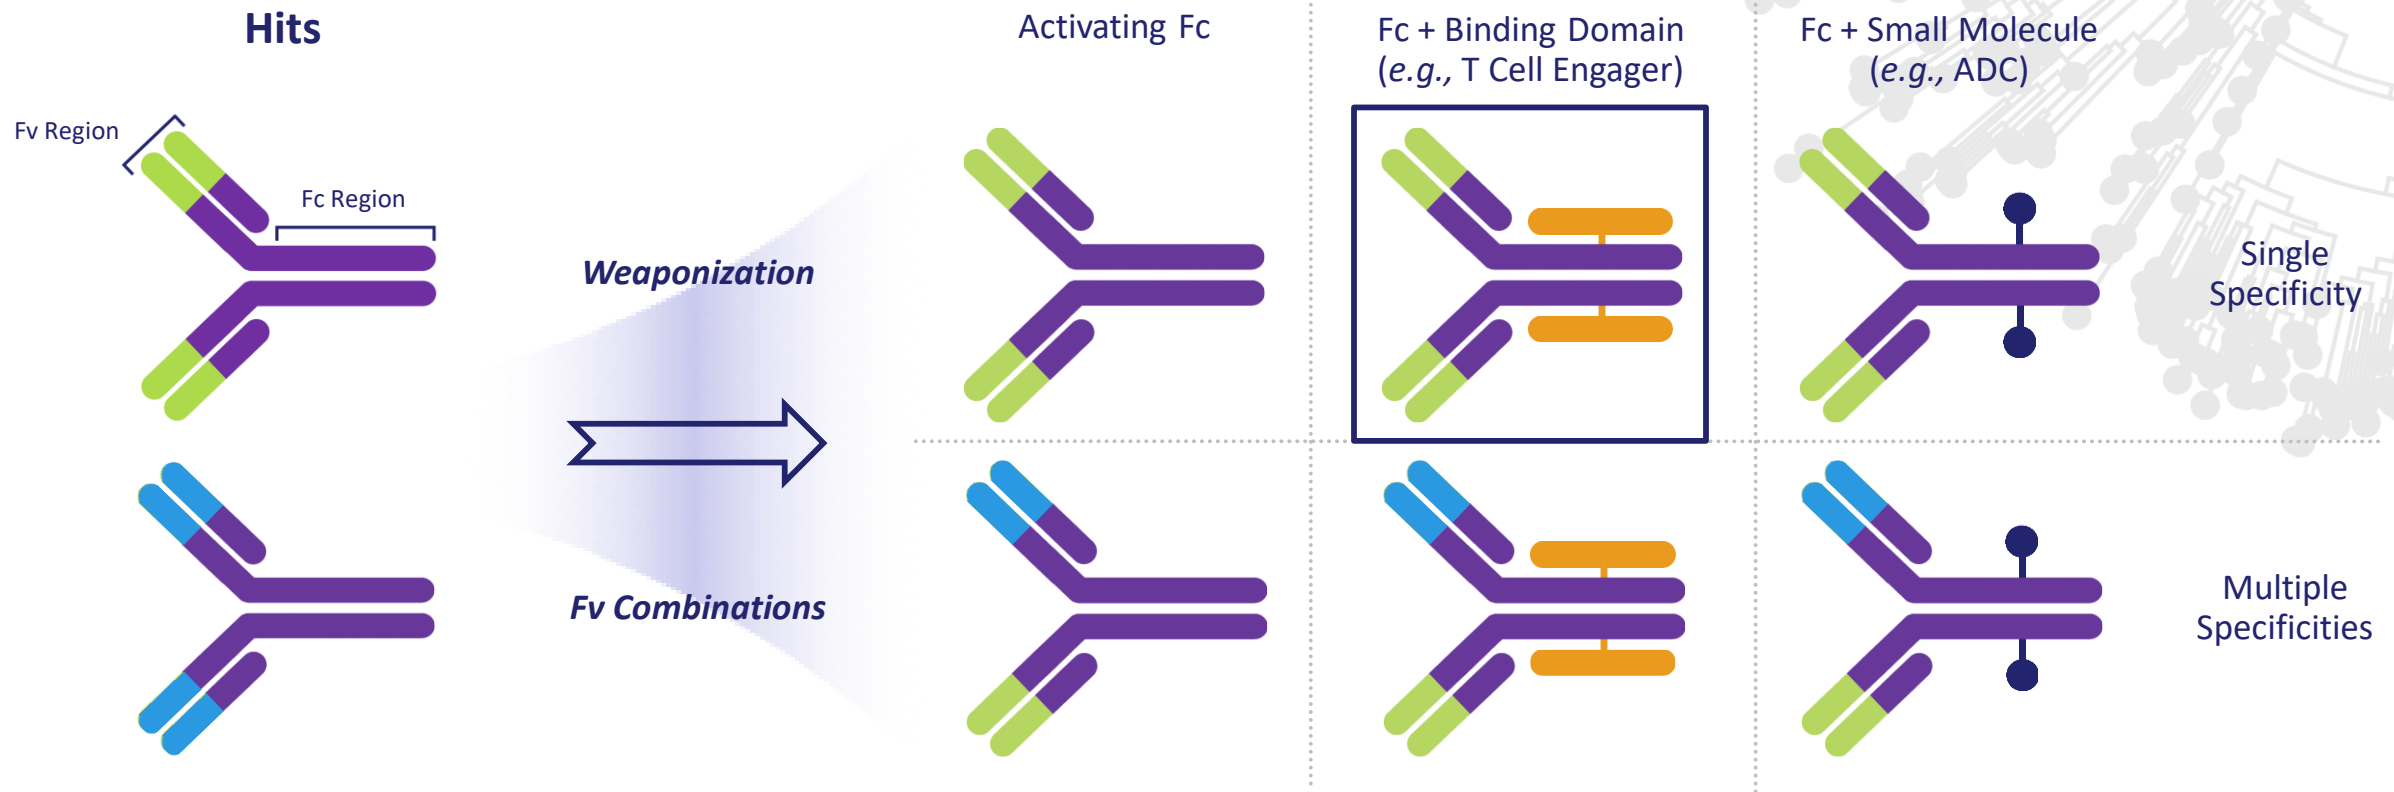 Hits
Fv Region
Fc Region
Weaponization
Fv Combinations
Activating Fc
Fc + Binding Domain
(e.g., T Cell Engager)
Fc + Small Molecule
(e.g., ADC)
Single
Specificity
Multiple
Specificities